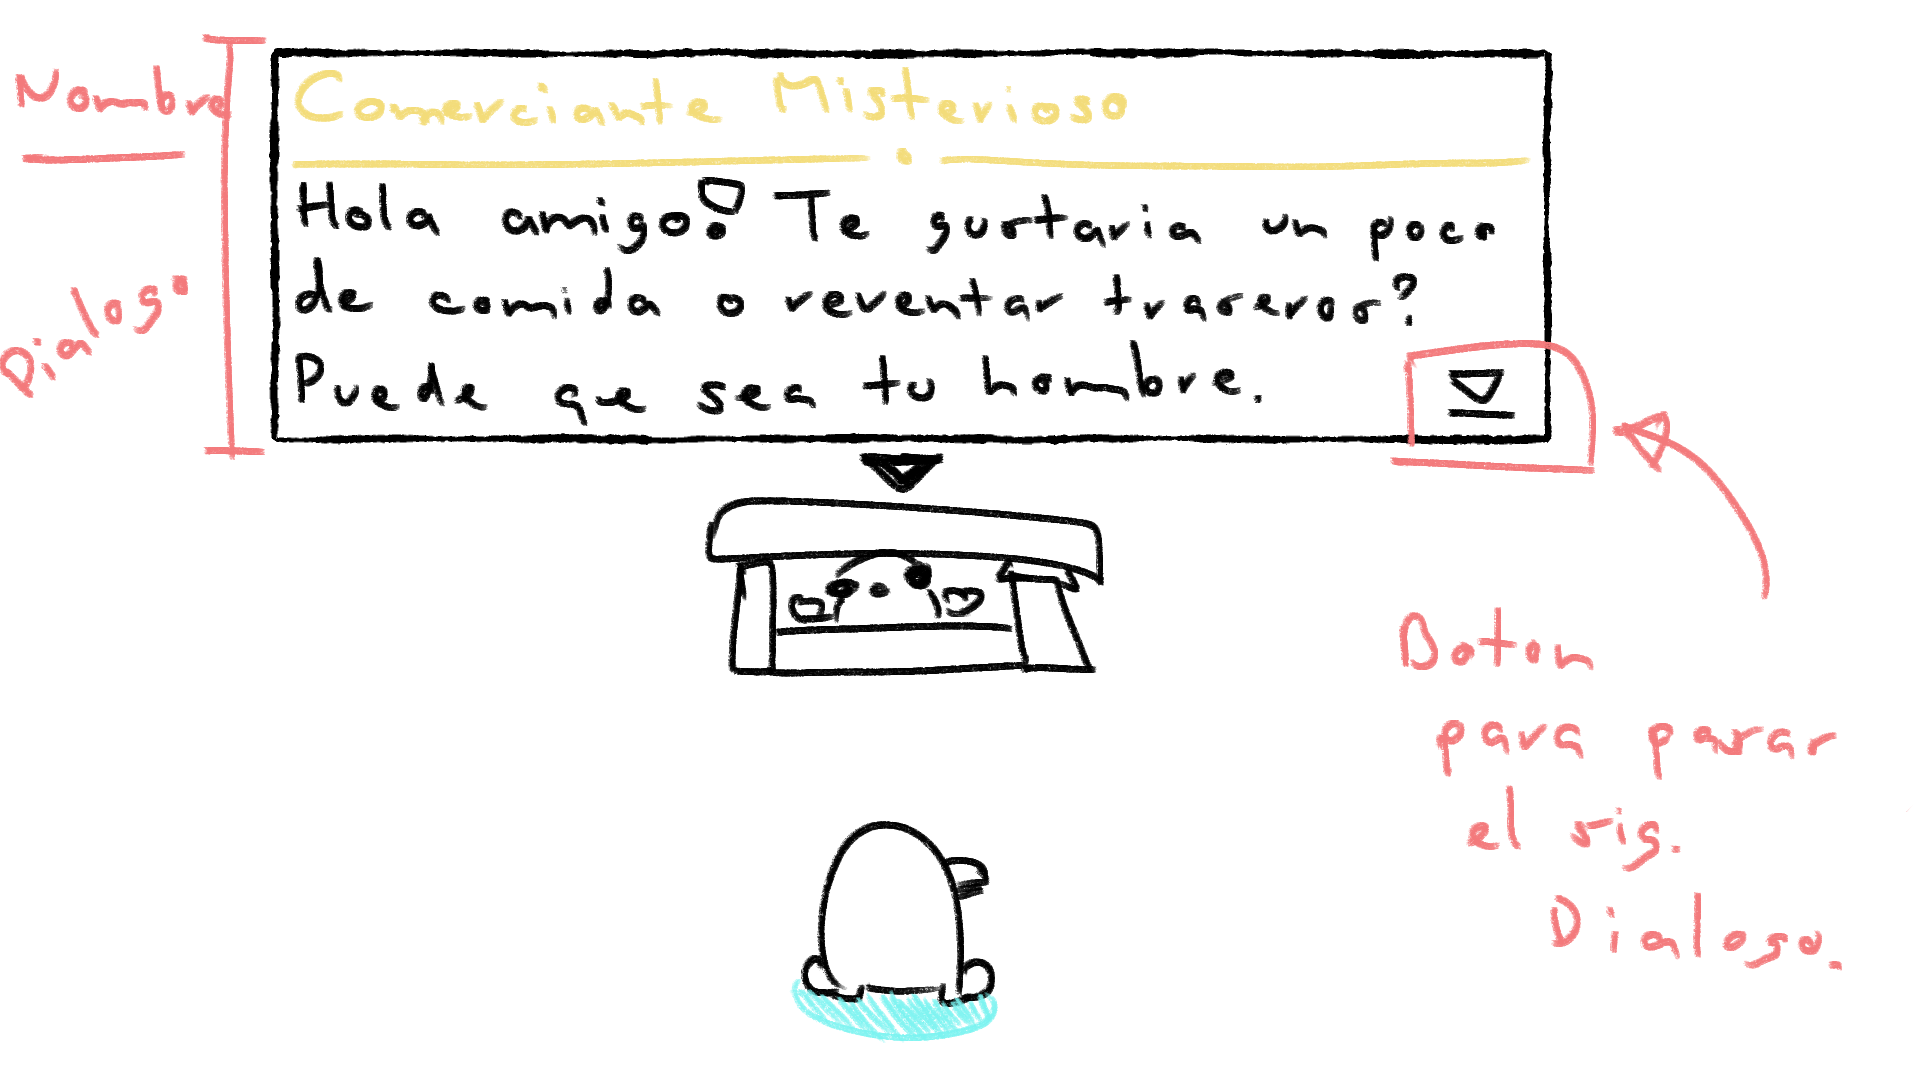 Nombre
Dialogo
Comerciante Misterioso
Hola amigo! Te gustaria un poco
de comida o reventar traseros?
Puede que sea tu hombre.
Boton
para pasar
el sig.
Dialogo.